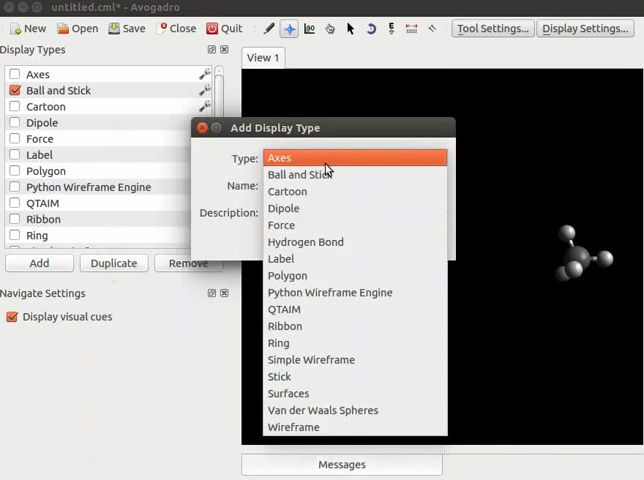 untitled.cml* - Avogadro
New Open Save Close Quit Tool Settings... Display Settings...
Display Types
View 1
Axes
Ball and Stick
Cartoon
Dipole
Force
Label
Polygon
Python Wireframe Engine
QTAIM
Ribbon
Ring
Add Duplicate Remove
Navigate Settings
Display visual cues
Add Display Type
Type:
Name:
Description:
Axes
Ball and Stick
Cartoon
Dipole
Force
Hydrogen Bond
Label
Polygon
Python Wireframe Engine
QTAIM
Ribbon
Ring
Simple Wireframe
Stick
Surfaces
Van der Waals Spheres
Wireframe
Messages